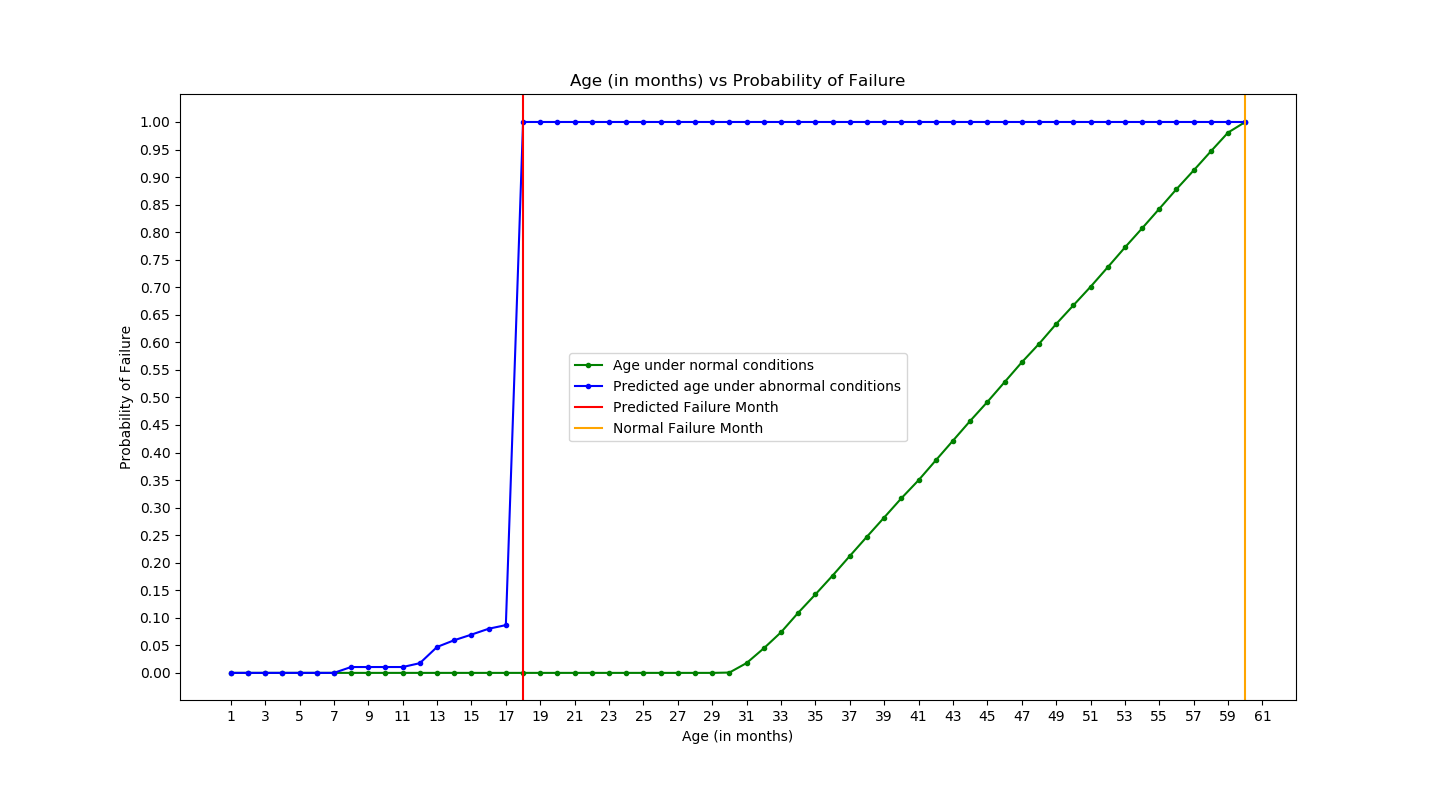 Age (in months) vs Probability of Failure
1.00
0.95
0.90
0.85
0.80
0.75
0.70
0.65
0.60
0.55
0.50
0.45
0.40
0.35
0.30
0.25
0.20
0.15
0.10
0.05
0.00
Probability of Failure
Age under normal conditions
Predicted age under abnormal conditions
Predicted Failure Month
Normal Failure Month
1 3 5 7 9 11 13 15 17 19 21 23 25 27 29 31 33 35 37 39 41 43 45 47 49 51 53 55 57 59 61
Age (in months)